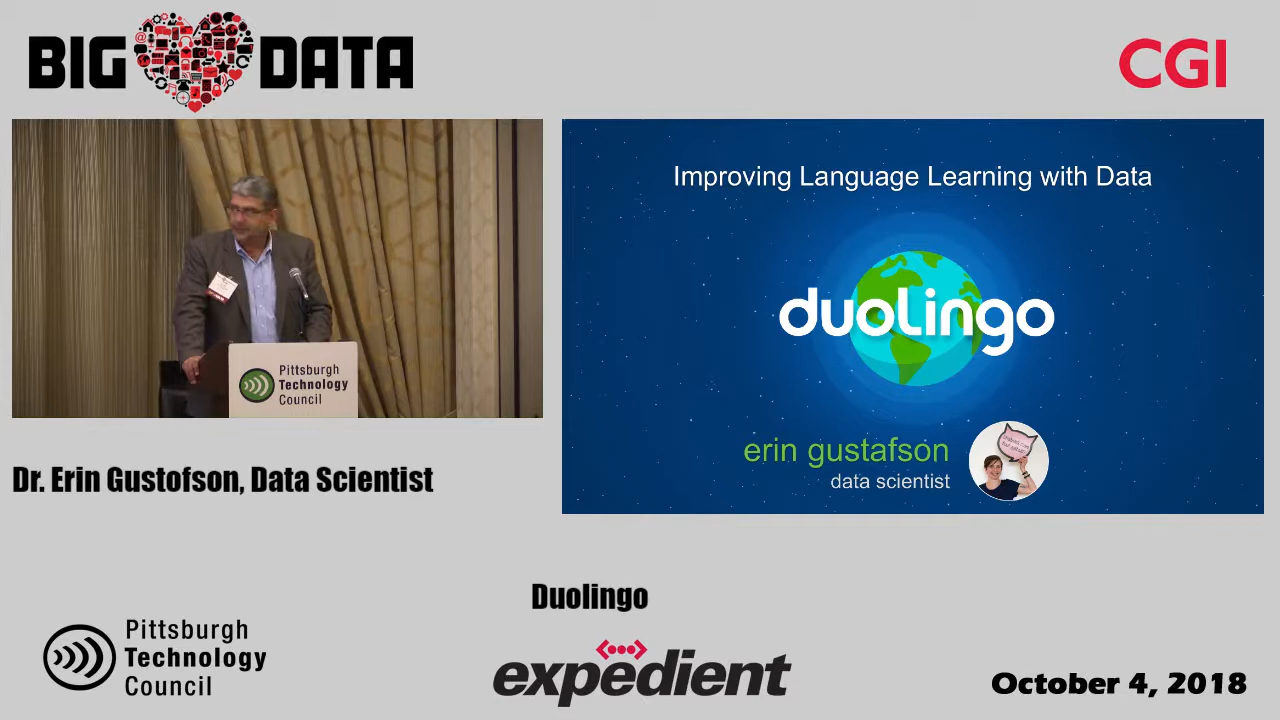 BIG DATA
CGI
Improving Language Learning with Data
duolingo
erin gustafson
data scientist
Pittsburgh
Technology
Council
Dr. Erin Gustofson, Data Scientist
Duolingo
Pittsburgh
Technology
Council
expedient
October 4, 2018